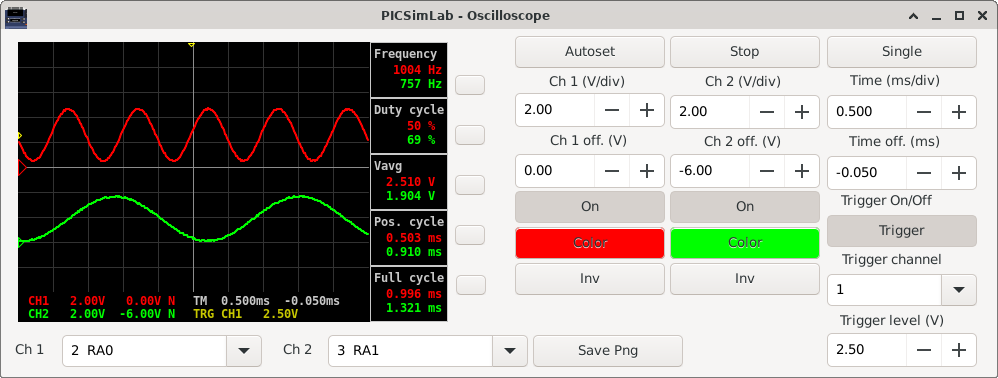 PICSimLab - Oscilloscope
Frequency
1004 Hz
757 Hz
Duty cycle
50 %
69 %
Vavg
2.510 V
1.904 V
Pos. cycle
0.503 ms
0.910 ms
Full cycle
0.996 ms
1.321 ms
CH1 2.00V 0.00V N TM 0.500ms -0.050ms
CH2 2.00V -6.00V N TRG CH1 2.50V
Autoset Stop Single
Ch 1 (V/div) Ch 2 (V/div) Time (ms/div)
2.00 2.00 0.500
Ch 1 off. (V) Ch 2 off. (V) Time off. (ms)
0.00 -6.00 -0.050
On On Trigger On/Off
Color Color Trigger
Inv Inv Trigger channel
1
Trigger level (V)
2.50
Ch 1 2 RA0 Ch 2 3 RA1 Save Png